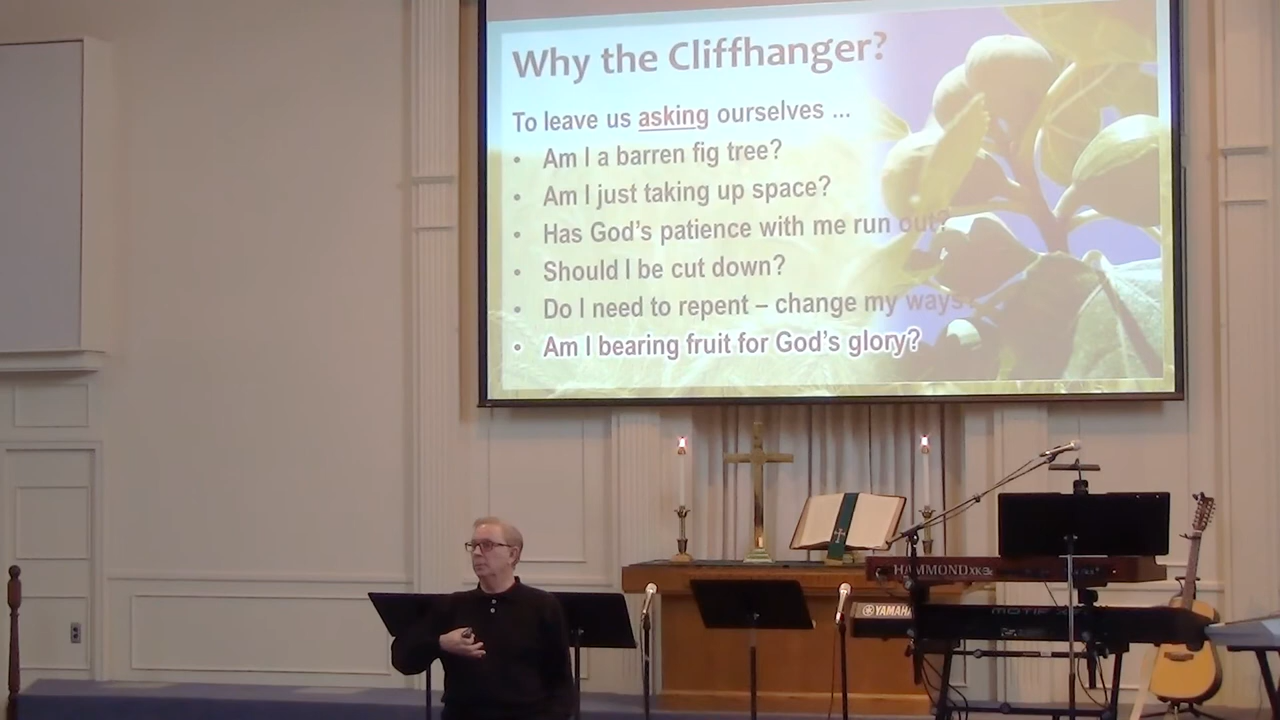 Why the Cliffhanger?
To leave us asking ourselves ...
• Am I a barren fig tree?
• Am I just taking up space?
• Has God's patience with me run out?
• Should I be cut down?
• Do I need to repent – change my ways?
• Am I bearing fruit for God's glory?
HAMMOND XK-3c
YAMAHA
MOTIF